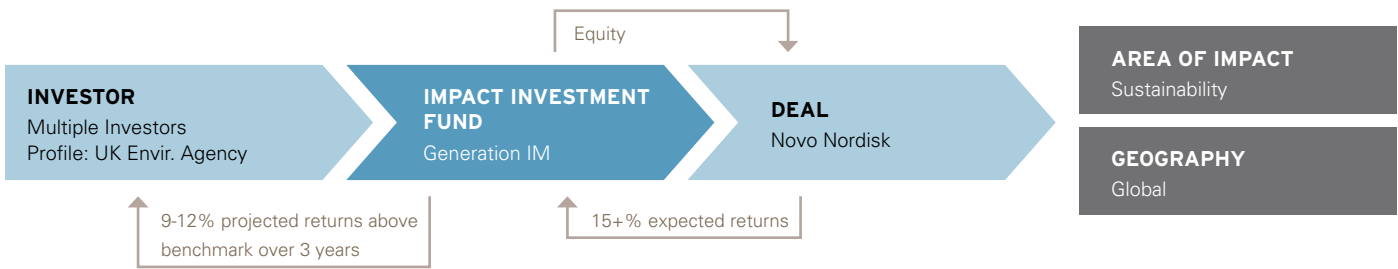 Equity
INVESTOR
Multiple Investors
Profile: UK Envir. Agency
IMPACT INVESTMENT
FUND
Generation IM
DEAL
Novo Nordisk
AREA OF IMPACT
Sustainability
GEOGRAPHY
Global
9-12% projected returns above
benchmark over 3 years
15+% expected returns